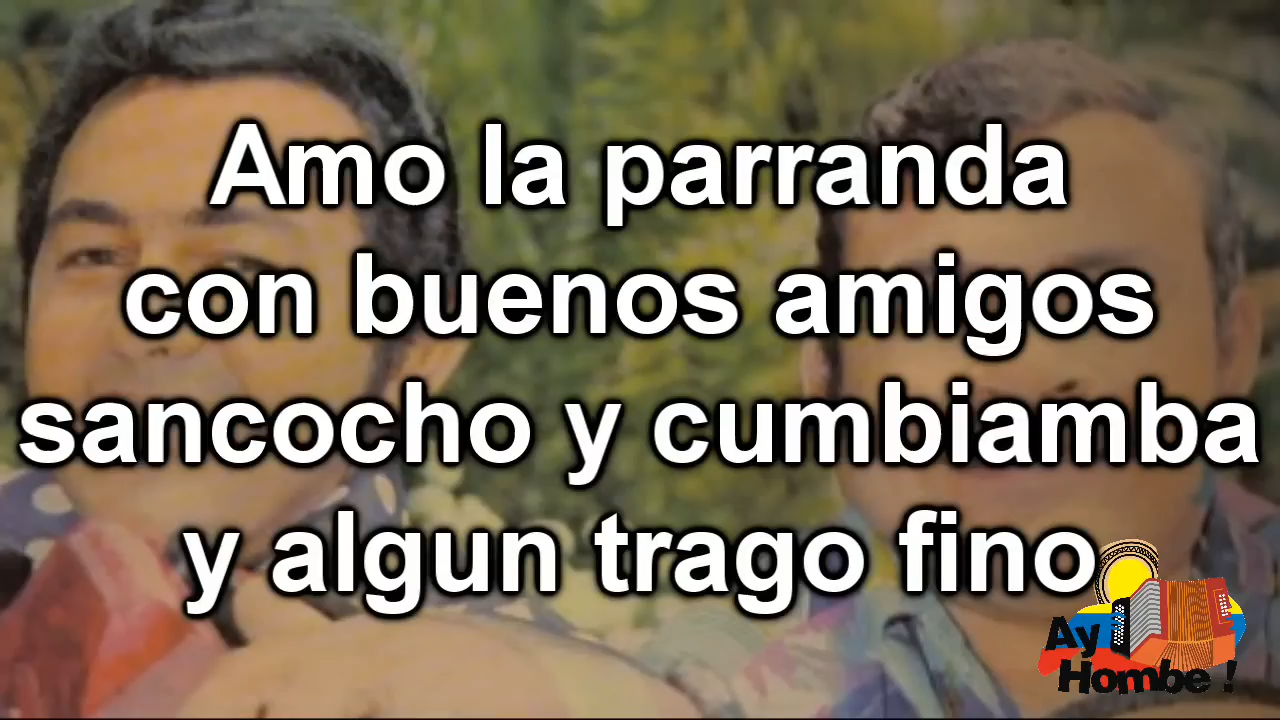 Amo la parranda
con buenos amigos
sancocho y cumbiamba
y algun trago fino
Ay
Hombe !